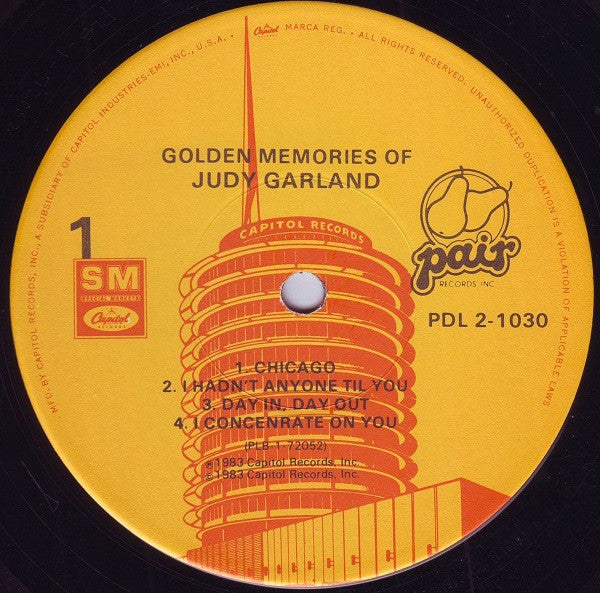 MFD. BY CAPITOL RECORDS, INC., A SUBSIDIARY OF CAPITOL INDUSTRIES-EMI, INC., U.S.A. • Capitol MARCA REG. • ALL RIGHTS RESERVED. UNAUTHORIZED DUPLICATION IS A VIOLATION OF APPLICABLE LAWS
GOLDEN MEMORIES OF
JUDY GARLAND
1
CAPITOL RECORDS
SM
SPECIAL MARKETS
Capitol
RECORDS
pair
RECORDS INC
PDL 2-1030
1. CHICAGO
2. I HADN'T ANYONE TIL YOU
3. DAY IN, DAY OUT
4. I CONCENRATE ON YOU
(PLB-1-72052)
℗ 1983 Capitol Records, Inc.
© 1983 Capitol Records, Inc.